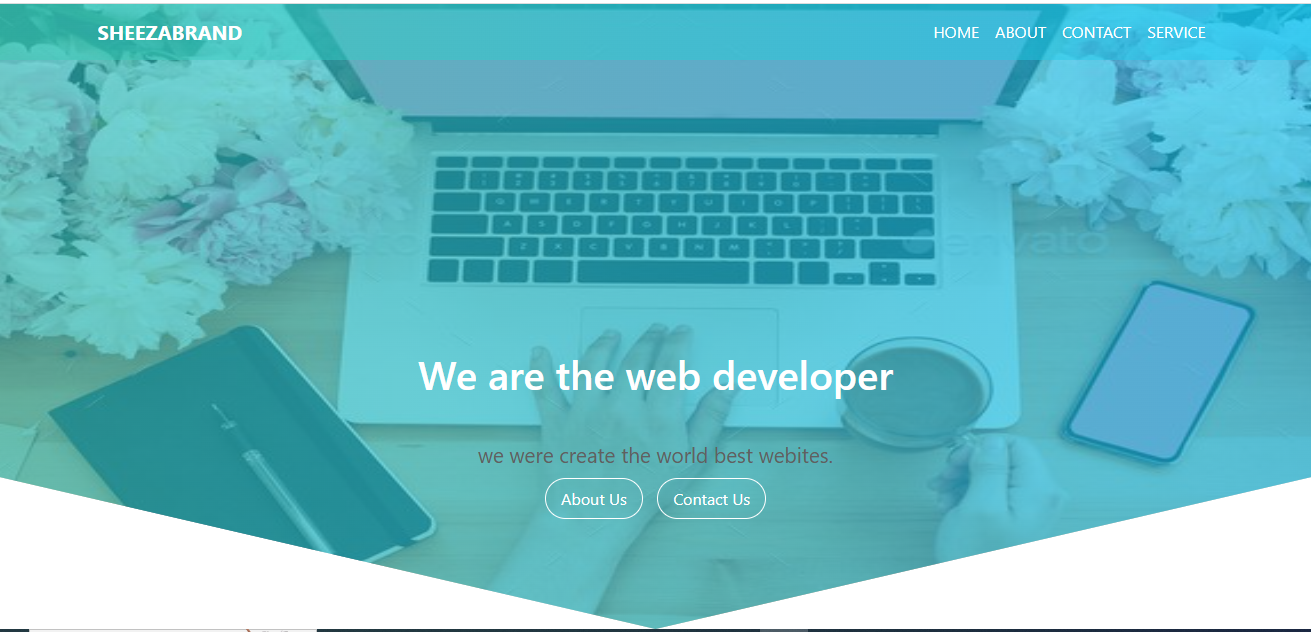 SHEEZABRAND
HOME ABOUT CONTACT SERVICE
envato
We are the web developer
we were create the world best webites.
About Us Contact Us